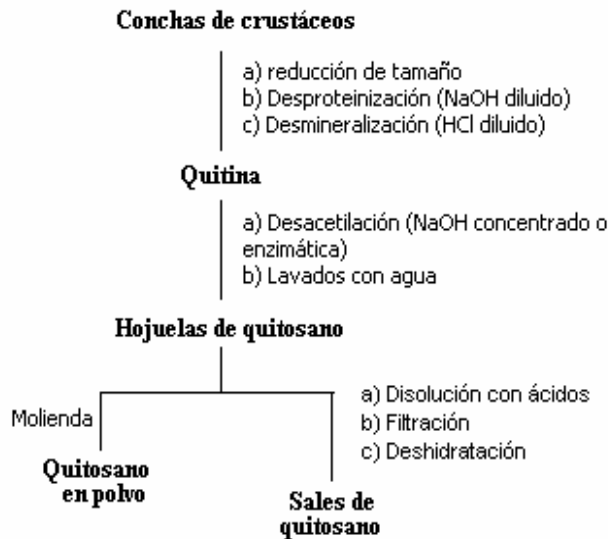 Conchas de crustáceos
a) reducción de tamaño
b) Desproteinización (NaOH diluido)
c) Desmineralización (HCl diluido)
Quitina
a) Desacetilación (NaOH concentrado o
enzimática)
b) Lavados con agua
Hojuelas de quitosano
Molienda
Quitosano
en polvo
a) Disolución con ácidos
b) Filtración
c) Deshidratación
Sales de
quitosano